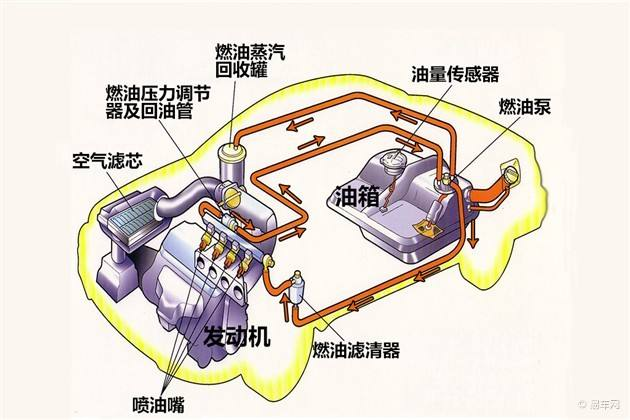 燃油蒸汽
回收罐
油量传感器
燃油压力调节
器及回油管
燃油泵
空气滤芯
油箱
发动机
燃油滤清器
喷油嘴
©易车网